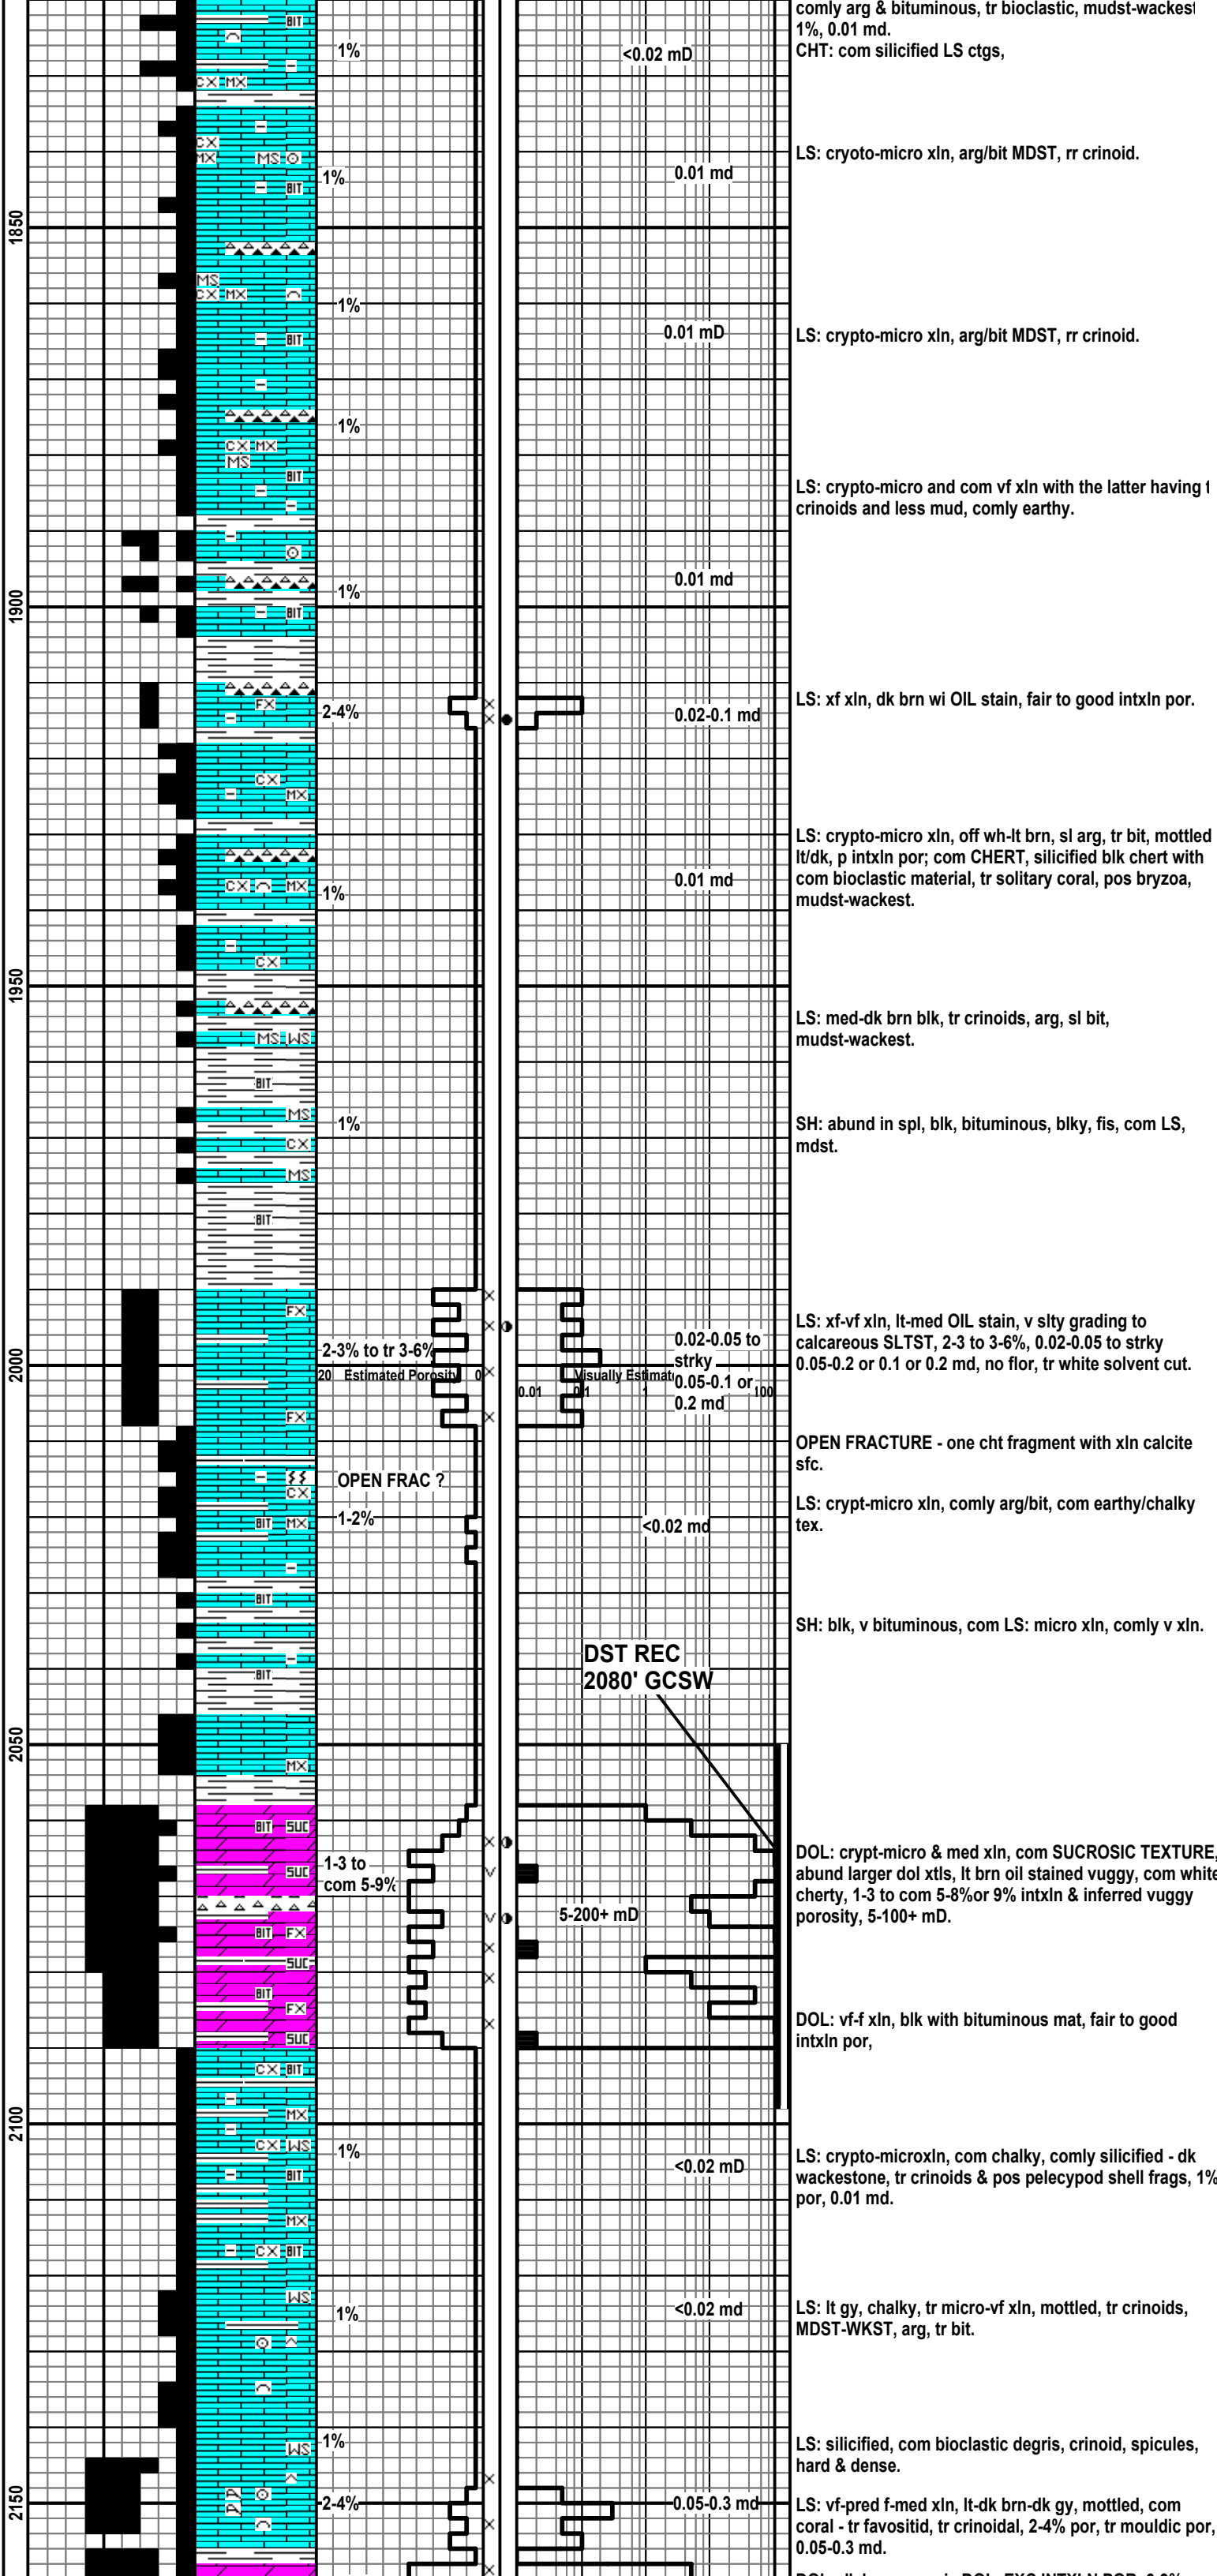 comly arg & bituminous, tr bioclastic, mudst-wackest
1%, 0.01 md.
CHT: com silicified LS ctgs,
BIT
1%
<0.02 mD
CX MX
LS: cryoto-micro xln, arg/bit MDST, rr crinoid.
CX
MX MS
1%
0.01 md
BIT
1850
MS
CX MX
1%
0.01 mD
LS: crypto-micro xln, arg/bit MDST, rr crinoid.
BIT
1%
CX MX
MS
BIT
LS: crypto-micro and com vf xln with the latter having t
crinoids and less mud, comly earthy.
0.01 md
1%
1900
BIT
LS: xf xln, dk brn wi OIL stain, fair to good intxln por.
FX
2-4%
0.02-0.1 md
CX
MX
LS: crypto-micro xln, off wh-lt brn, sl arg, tr bit, mottled
lt/dk, p intxln por; com CHERT, silicified blk chert with
com bioclastic material, tr solitary coral, pos bryzoa,
mudst-wackest.
CX MX
1%
0.01 md
CX
1950
LS: med-dk brn blk, tr crinoids, arg, sl bit,
mudst-wackest.
MS WS
BIT
MS
1%
SH: abund in spl, blk, bituminous, blky, fis, com LS,
mdst.
CX
MS
BIT
FX
LS: xf-vf xln, lt-med OIL stain, v slty grading to
calcareous SLTST, 2-3 to 3-6%, 0.02-0.05 to strky
0.05-0.2 or 0.1 or 0.2 md, no flor, tr white solvent cut.
2-3% to tr 3-6%
0.02-0.05 to
strky
0.05-0.1 or
0.2 md
2000
20 Estimated Porosity 0
Visually Estimat
0.01 0.1 1 100
FX
OPEN FRACTURE - one cht fragment with xln calcite
sfc.
OPEN FRAC ?
CX
LS: crypt-micro xln, comly arg/bit, com earthy/chalky
tex.
BIT MX
1-2%
<0.02 md
BIT
SH: blk, v bituminous, com LS: micro xln, comly v xln.
BIT
DST REC
2080' GCSW
2050
MX
BIT SUC
DOL: crypt-micro & med xln, com SUCROSIC TEXTURE,
abund larger dol xtls, lt brn oil stained vuggy, com white
cherty, 1-3 to com 5-8%or 9% intxln & inferred vuggy
porosity, 5-100+ mD.
1-3 to
com 5-9%
SUC
5-200+ mD
BIT FX
SUC
BIT
FX
DOL: vf-f xln, blk with bituminous mat, fair to good
intxln por,
SUC
CX BIT
2100
MX
CX WS
1%
<0.02 mD
LS: crypto-microxln, com chalky, comly silicified - dk
wackestone, tr crinoids & pos pelecypod shell frags, 1%
por, 0.01 md.
BIT
MX
CX BIT
WS
1%
<0.02 md
LS: lt gy, chalky, tr micro-vf xln, mottled, tr crinoids,
MDST-WKST, arg, tr bit.
1%
WS
LS: silicified, com bioclastic degris, crinoid, spicules,
hard & dense.
2150
2-4%
0.05-0.3 md
LS: vf-pred f-med xln, lt-dk brn-dk gy, mottled, com
coral - tr favositid, tr crinoidal, 2-4% por, tr mouldic por,
0.05-0.3 md.